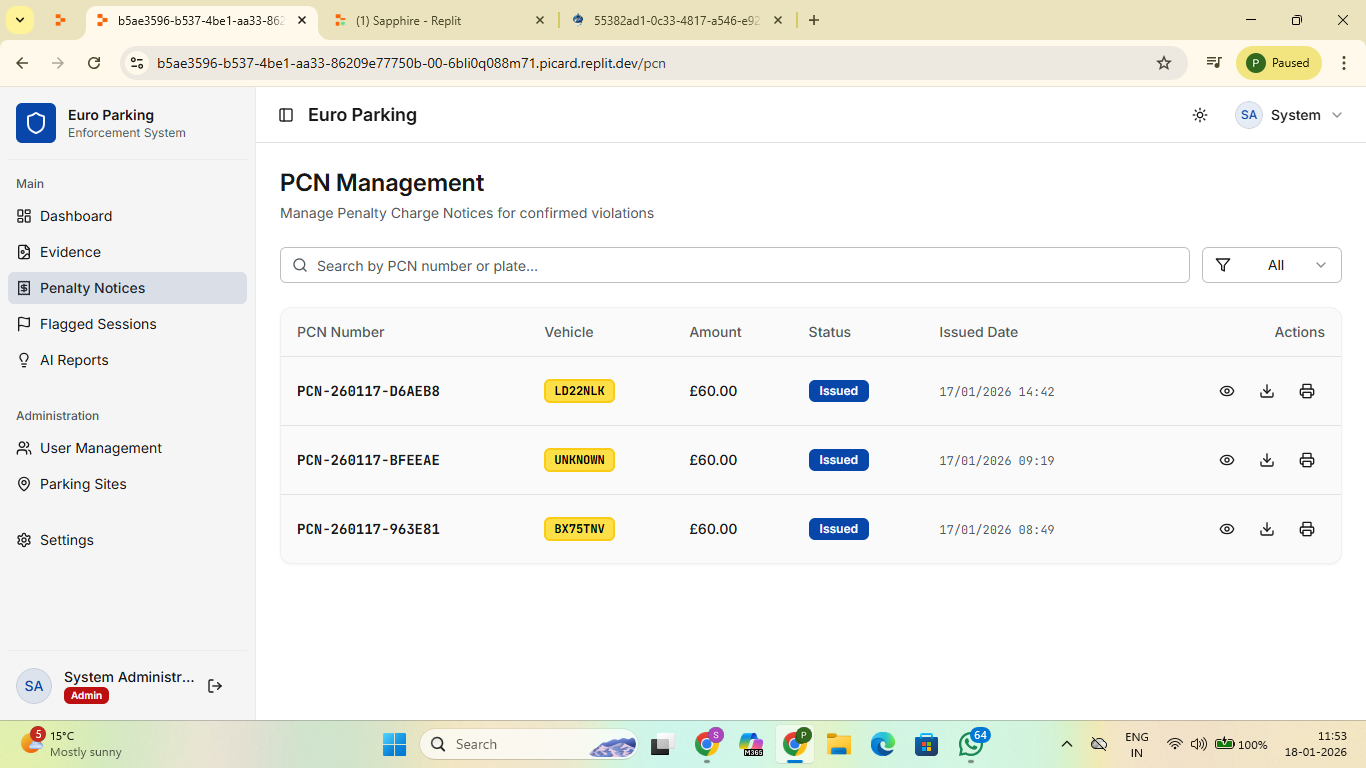 b5ae3596-b537-4be1-aa33-862
(1) Sapphire - Replit
55382ad1-0c33-4817-a546-e92
b5ae3596-b537-4be1-aa33-86209e77750b-00-6bli0q088m71.picard.replit.dev/pcn
P
Paused
Euro Parking
Enforcement System
Euro Parking
SA
System
Main
Dashboard
Evidence
Penalty Notices
Flagged Sessions
AI Reports
Administration
User Management
Parking Sites
Settings
PCN Management
Manage Penalty Charge Notices for confirmed violations
Search by PCN number or plate...
All
PCN Number Vehicle Amount Status Issued Date Actions
PCN-260117-D6AEB8 LD22NLK £60.00 Issued 17/01/2026 14:42
PCN-260117-BFEEAE UNKNOWN £60.00 Issued 17/01/2026 09:19
PCN-260117-963E81 BX75TNV £60.00 Issued 17/01/2026 08:49
SA
System Administr...
Admin
5
15°C
Mostly sunny
Search
S
M365
P
64
ENG
IN
100%
11:53
18-01-2026